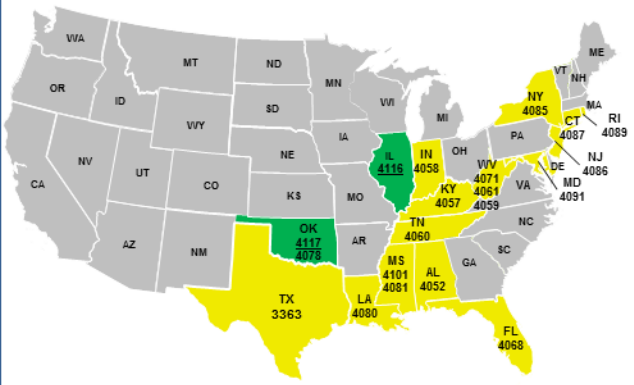 WA
OR
CA
NV
ID
MT
WY
UT
AZ
CO
NM
ND
SD
NE
KS
OK
4117
4078
TX
3363
MN
IA
MO
AR
LA
4080
WI
IL
4116
MI
IN
4058
OH
KY
4057
TN
4060
MS
4101
4081
AL
4052
GA
FL
4068
SC
NC
VA
WV
4071
4061
4059
PA
NY
4085
VT
NH
ME
MA
RI
4089
CT
4087
NJ
4086
DE
MD
4091